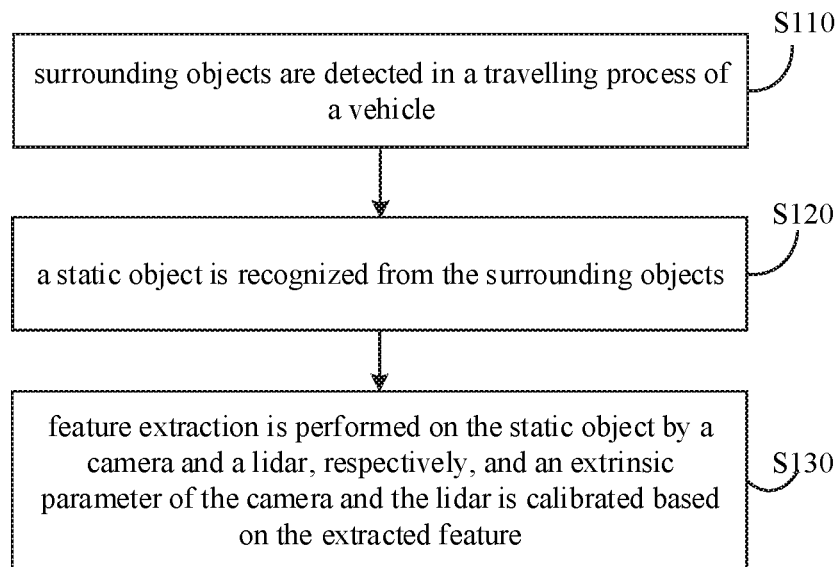 S110
surrounding objects are detected in a travelling process of
a vehicle
S120
a static object is recognized from the surrounding objects
feature extraction is performed on the static object by a
camera and a lidar, respectively, and an extrinsic
parameter of the camera and the lidar is calibrated based
on the extracted feature
S130